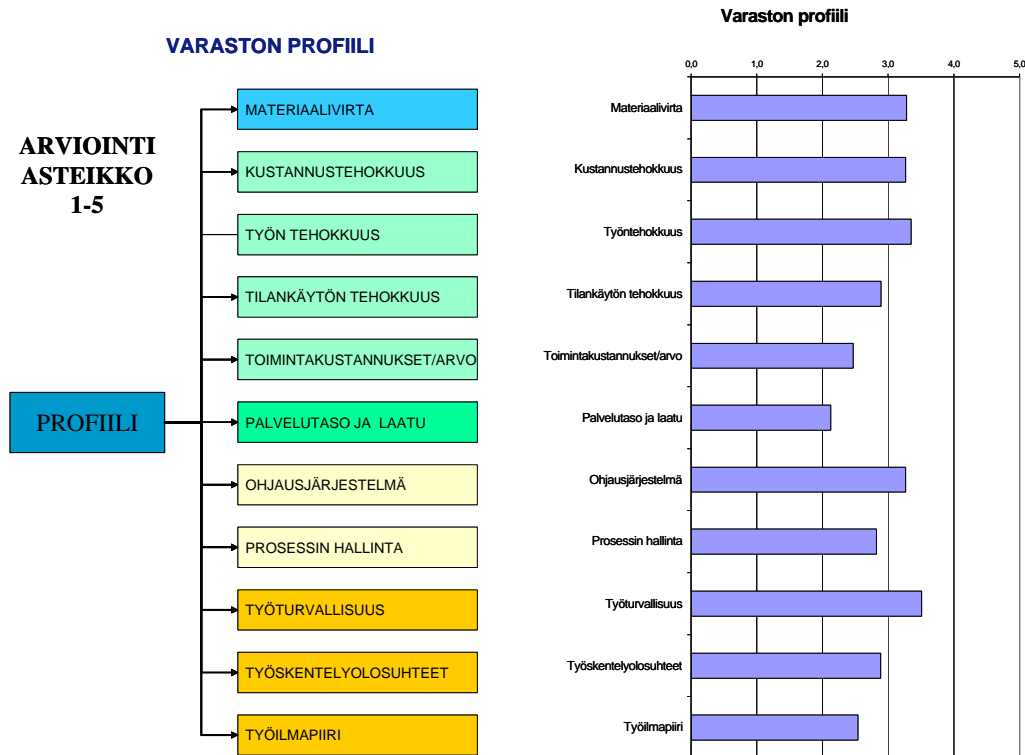 VARASTON PROFIILI
ARVIOINTI
ASTEIKKO
1-5
PROFIILI
MATERIAALIVIRTA
KUSTANNUSTEHOKKUUS
TYÖN TEHOKKUUS
TILANKÄYTÖN TEHOKKUUS
TOIMINTAKUSTANNUKSET/ARVO
PALVELUTASO JA LAATU
OHJAUSJÄRJESTELMÄ
PROSESSIN HALLINTA
TYÖTURVALLISUUS
TYÖSKENTELYOLOSUHTEET
TYÖILMAPIIRI
Varaston profiili
0,0 1,0 2,0 3,0 4,0 5,0
Materiaalivirta
Kustannustehokkuus
Työntehokkuus
Tilankäytön tehokkuus
Toimintakustannukset/arvo
Palvelutaso ja laatu
Ohjausjärjestelmä
Prosessin hallinta
Työturvallisuus
Työskentelyolosuhteet
Työilmapiiri